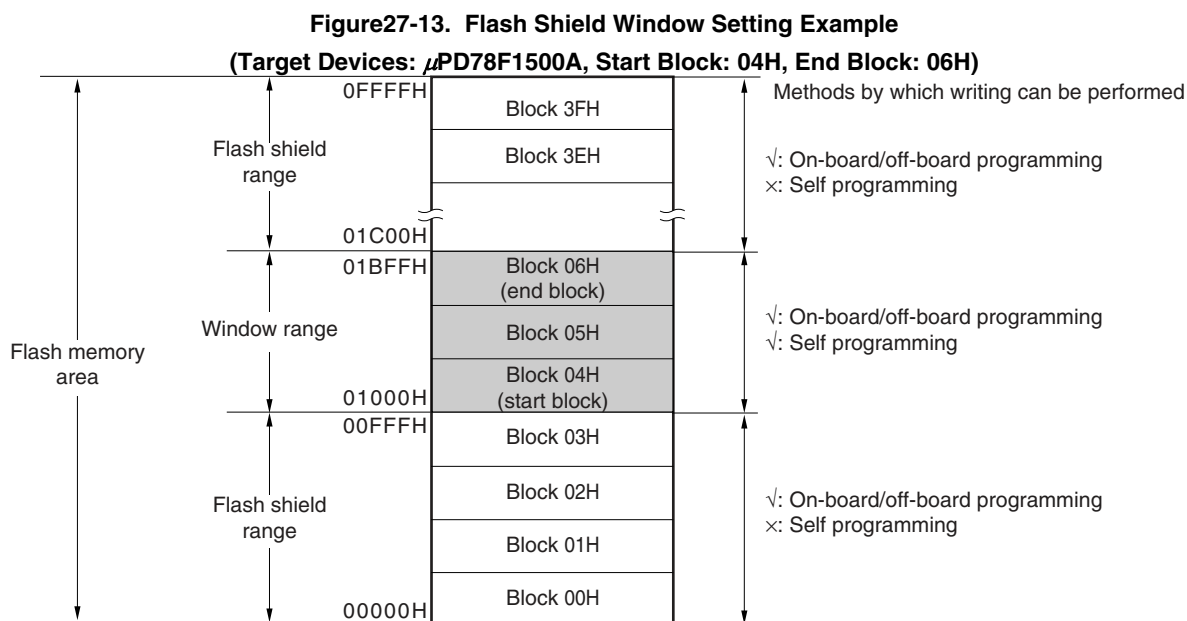 Figure27-13. Flash Shield Window Setting Example
(Target Devices: μPD78F1500A, Start Block: 04H, End Block: 06H)
Methods by which writing can be performed
0FFFFH
Block 3FH
Flash shield
range
Block 3EH
√: On-board/off-board programming
×: Self programming
01C00H
01BFFH
Block 06H
(end block)
Window range
Block 05H
√: On-board/off-board programming
√: Self programming
Flash memory
area
Block 04H
(start block)
01000H
00FFFH
Block 03H
Flash shield
range
Block 02H
√: On-board/off-board programming
×: Self programming
Block 01H
Block 00H
00000H